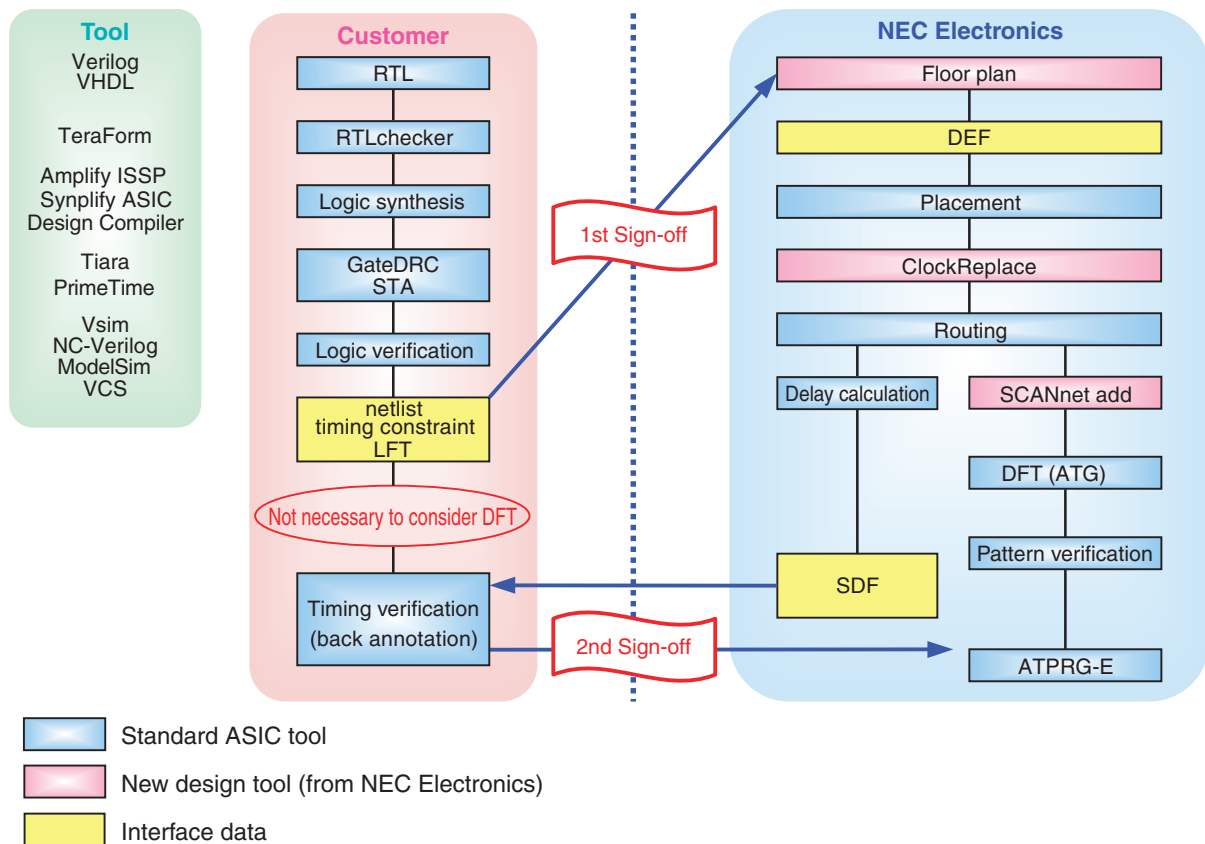 Tool
Verilog
VHDL
TeraForm
Amplify ISSP
Synplify ASIC
Design Compiler
Tiara
PrimeTime
Vsim
NC-Verilog
ModelSim
VCS
Customer
RTL
RTLchecker
Logic synthesis
GateDRC
STA
Logic verification
netlist
timing constraint
LFT
Not necessary to consider DFT
Timing verification
(back annotation)
1st Sign-off
2nd Sign-off
NEC Electronics
Floor plan
DEF
Placement
ClockReplace
Routing
Delay calculation
SCANnet add
DFT (ATG)
Pattern verification
SDF
ATPRG-E
Standard ASIC tool
New design tool (from NEC Electronics)
Interface data